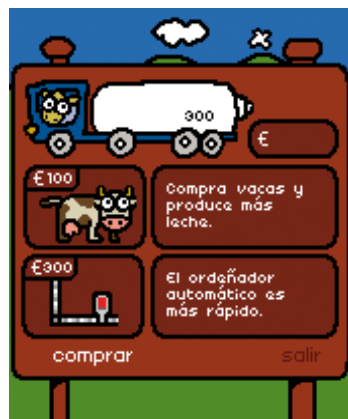 300
€
€100
Compra vacas y
produce más
leche.
€300
El ordeñador
automático es
más rápido.
comprar
salir